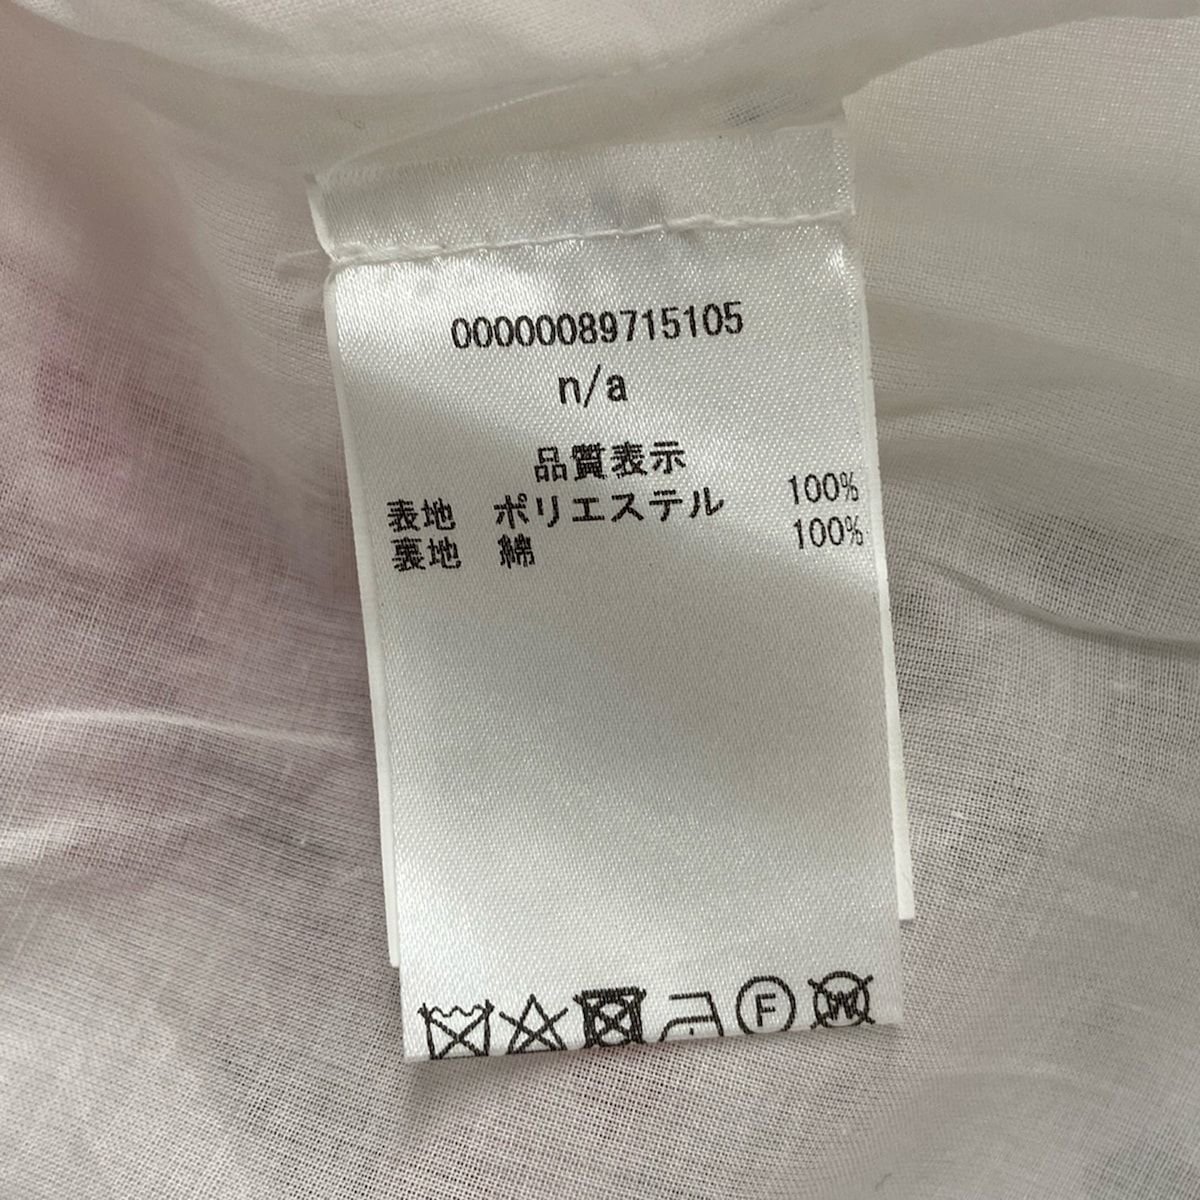 00000089715105
n/a
品質表示
表地 ポリエステル 100%
裏地 綿 100%
F
W